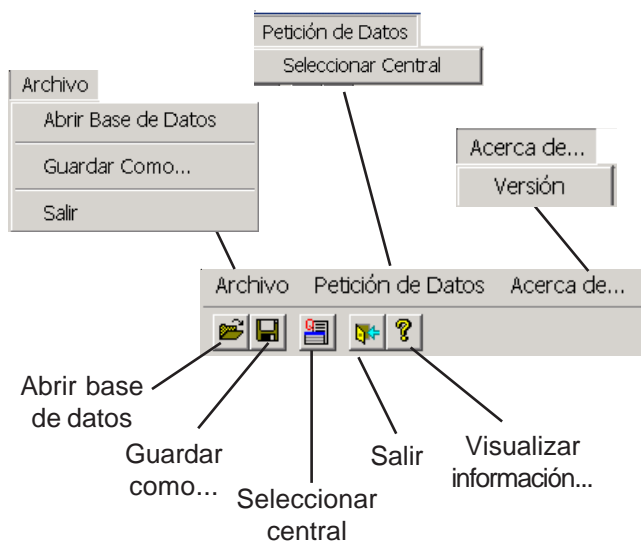 Petición de Datos
Seleccionar Central
Archivo
Abrir Base de Datos
Guardar Como...
Salir
Acerca de...
Versión
Archivo Petición de Datos Acerca de...
Abrir base
de datos
Guardar
como...
Seleccionar
central
Salir
Visualizar
información...